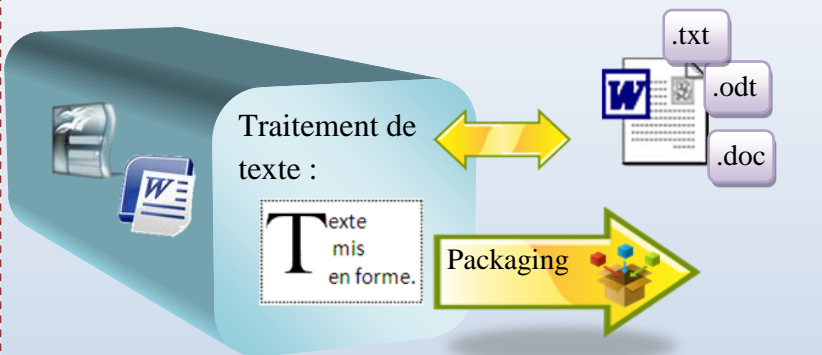 .txt
.odt
.doc
W
Traitement de
texte :
W
Texte
mis
en forme.
Packaging